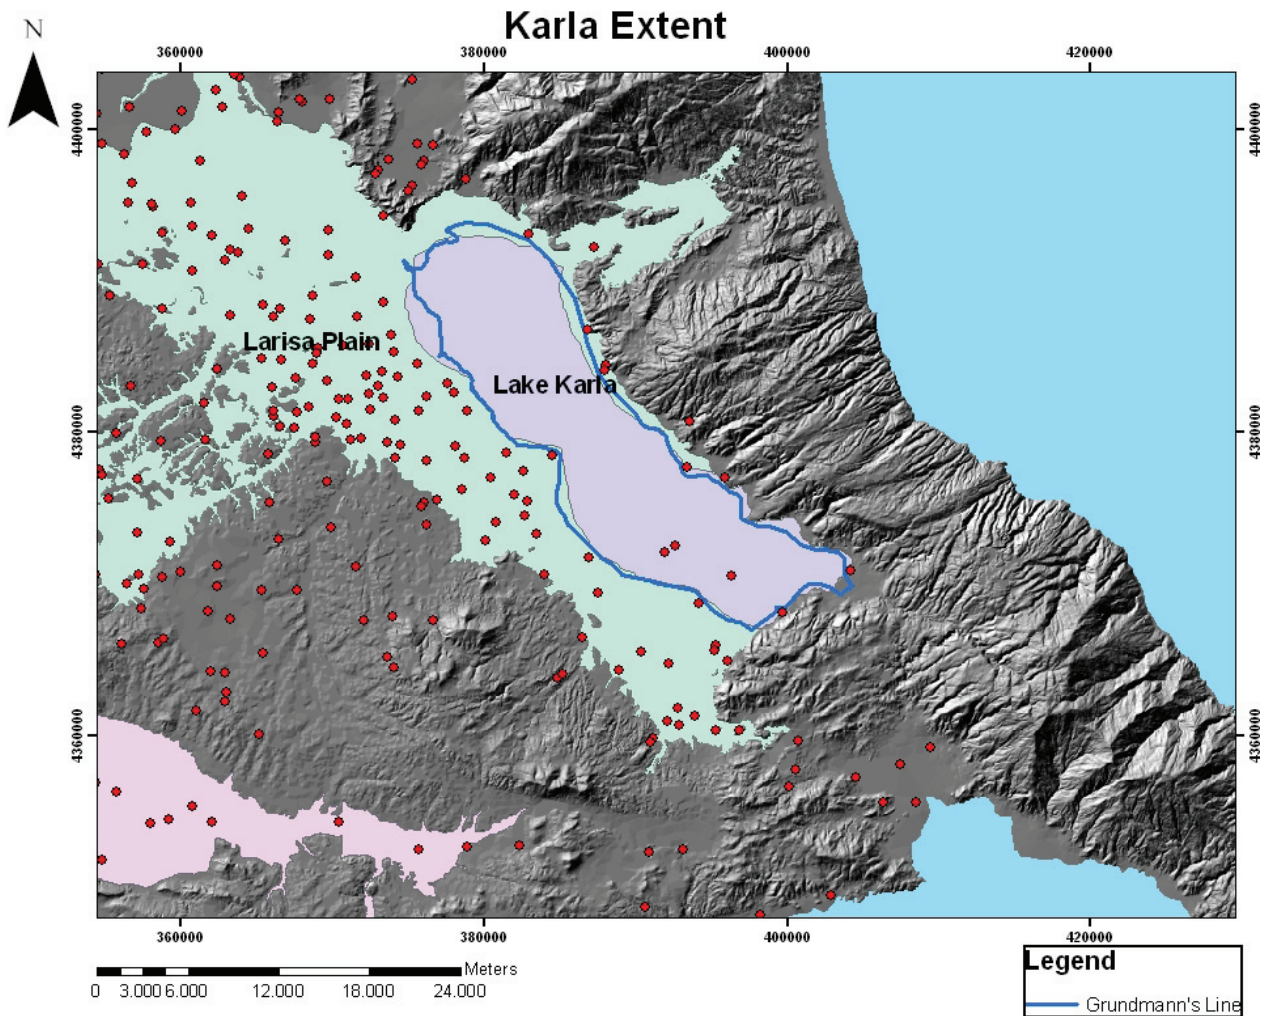 Karla Extent
N
360000 380000 400000 420000
4400000 4400000
Larisa Plain
Lake Karla
4380000 4380000
4360000 4360000
360000 380000 400000 420000
Meters
0 3.000 6.000 12.000 18.000 24.000
Legend
Grundmann's Line